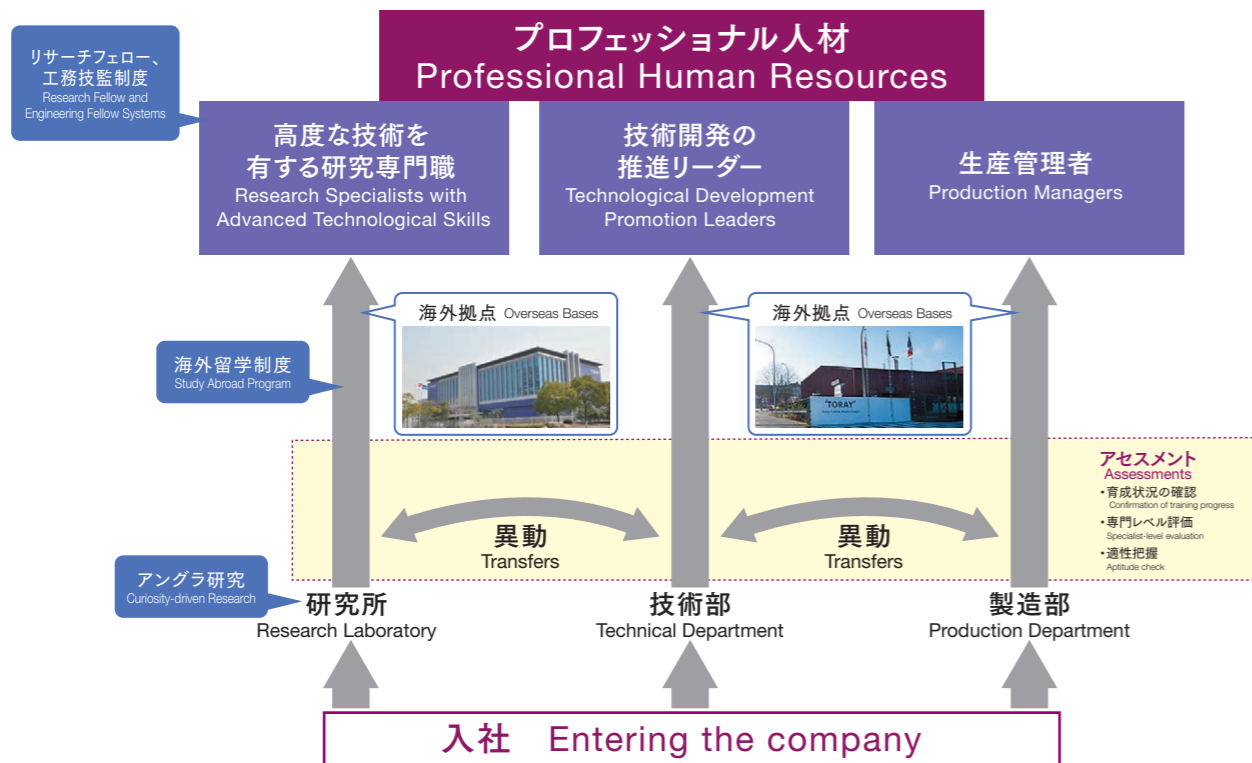 プロフェッショナル人材
Professional Human Resources
リサーチフェロー、
工務技監制度
Research Fellow and
Engineering Fellow Systems
高度な技術を
有する研究専門職
Research Specialists with
Advanced Technological Skills
技術開発の
推進リーダー
Technological Development
Promotion Leaders
生産管理者
Production Managers
海外拠点 Overseas Bases
海外拠点 Overseas Bases
"TORAY"
海外留学制度
Study Abroad Program
アセスメント
Assessments
・育成状況の確認
Confirmation of training progress
・専門レベル評価
Specialist-level evaluation
・適性把握
Aptitude check
異動
Transfers
異動
Transfers
アングラ研究
Curiosity-driven Research
研究所
Research Laboratory
技術部
Technical Department
製造部
Production Department
入社 Entering the company